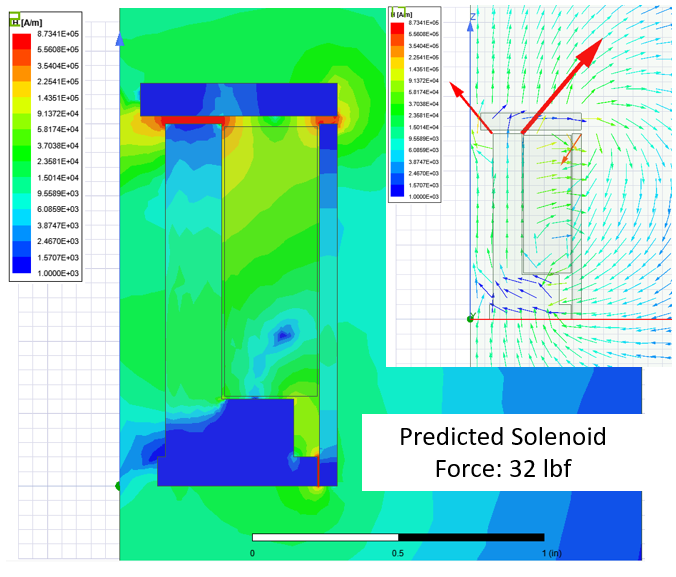 H [A/m]
8.7341E+05
5.5608E+05
3.5404E+05
2.2541E+05
1.4351E+05
9.1372E+04
5.8174E+04
3.7038E+04
2.3581E+04
1.5014E+04
9.5589E+03
6.0859E+03
3.8747E+03
2.4670E+03
1.5707E+03
1.0000E+03
H [A/m]
8.7341E+05
5.5608E+05
3.5404E+05
2.2541E+05
1.4351E+05
9.1372E+04
5.8174E+04
3.7038E+04
2.3581E+04
1.5014E+04
9.5589E+03
6.0859E+03
3.8747E+03
2.4670E+03
1.5707E+03
1.0000E+03
Z
Predicted Solenoid
Force: 32 lbf
0 0.5 1 (in)